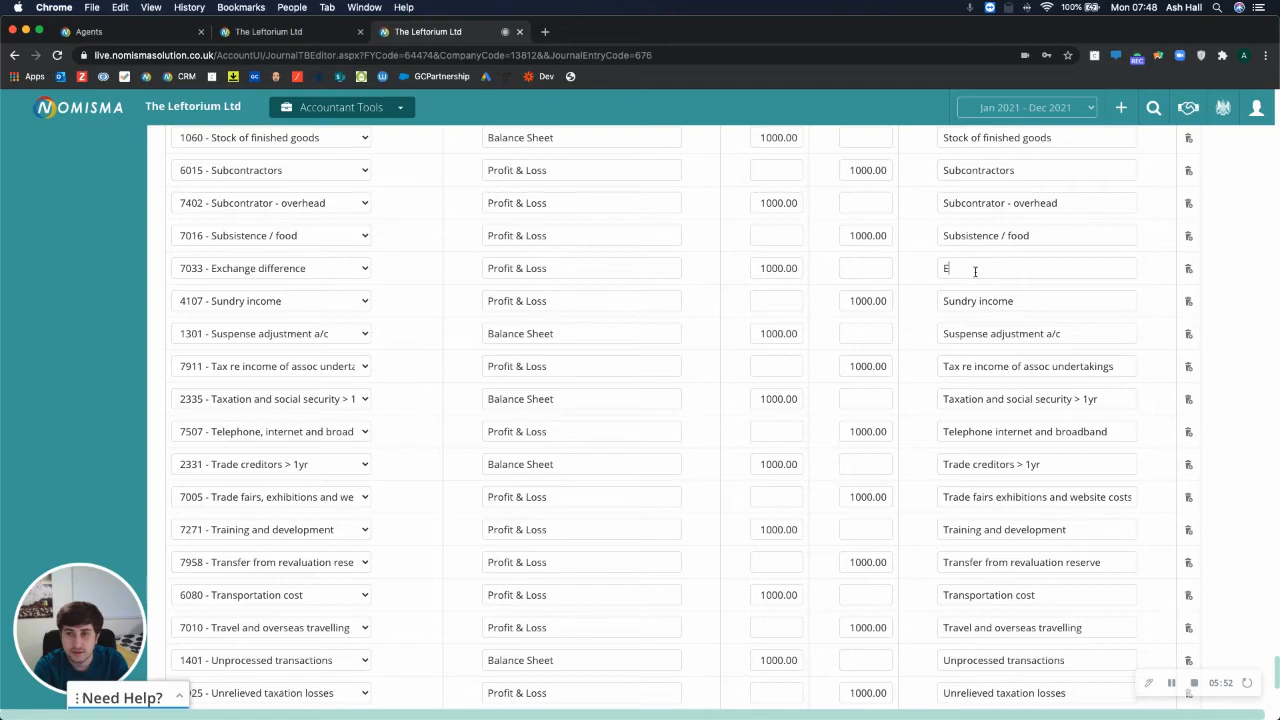 Chrome File Edit View History Bookmarks People Tab Window Help 100% Mon 07:48 Ash Hall
Agents The Leftorium Ltd The Leftorium Ltd
live.nomismasolution.co.uk/AccountUI/JournalTBEditor.aspx?FYCode=64474&CompanyCode=13812&&JournalEntryCode=676
Apps CRM GCPartnership Dev
NOMISMA The Leftorium Ltd Accountant Tools Jan 2021 - Dec 2021
1060 - Stock of finished goods Balance Sheet 1000.00 Stock of finished goods
6015 - Subcontractors Profit & Loss 1000.00 Subcontractors
7402 - Subcontrator - overhead Profit & Loss 1000.00 Subcontrator - overhead
7016 - Subsistence / food Profit & Loss 1000.00 Subsistence / food
7033 - Exchange difference Profit & Loss 1000.00 E
4107 - Sundry income Profit & Loss 1000.00 Sundry income
1301 - Suspense adjustment a/c Balance Sheet 1000.00 Suspense adjustment a/c
7911 - Tax re income of assoc underta Profit & Loss 1000.00 Tax re income of assoc undertakings
2335 - Taxation and social security > 1 Balance Sheet 1000.00 Taxation and social security > 1yr
7507 - Telephone, internet and broad Profit & Loss 1000.00 Telephone internet and broadband
2331 - Trade creditors > 1yr Balance Sheet 1000.00 Trade creditors > 1yr
7005 - Trade fairs, exhibitions and we Profit & Loss 1000.00 Trade fairs exhibitions and website costs
7271 - Training and development Profit & Loss 1000.00 Training and development
7958 - Transfer from revaluation rese Profit & Loss 1000.00 Transfer from revaluation reserve
6080 - Transportation cost Profit & Loss 1000.00 Transportation cost
7010 - Travel and overseas travelling Profit & Loss 1000.00 Travel and overseas travelling
1401 - Unprocessed transactions Balance Sheet 1000.00 Unprocessed transactions
925 - Unrelieved taxation losses Profit & Loss 1000.00 Unrelieved taxation losses
Need Help?
05:52